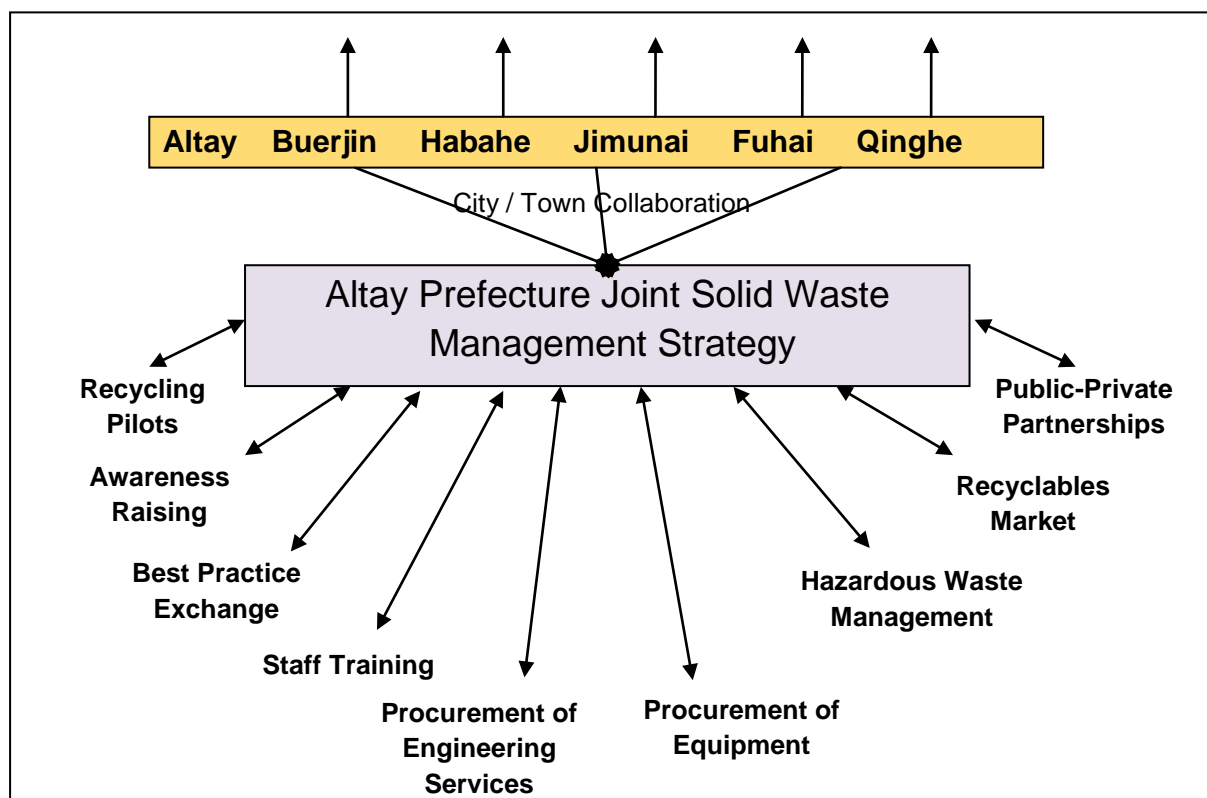 Altay Buerjin Habahe Jimunai Fuhai Qinghe
City / Town Collaboration
Altay Prefecture Joint Solid Waste
Management Strategy
Recycling
Pilots
Public-Private
Partnerships
Awareness
Raising
Recyclables
Market
Best Practice
Exchange
Hazardous Waste
Management
Staff Training
Procurement of
Engineering
Services
Procurement of
Equipment